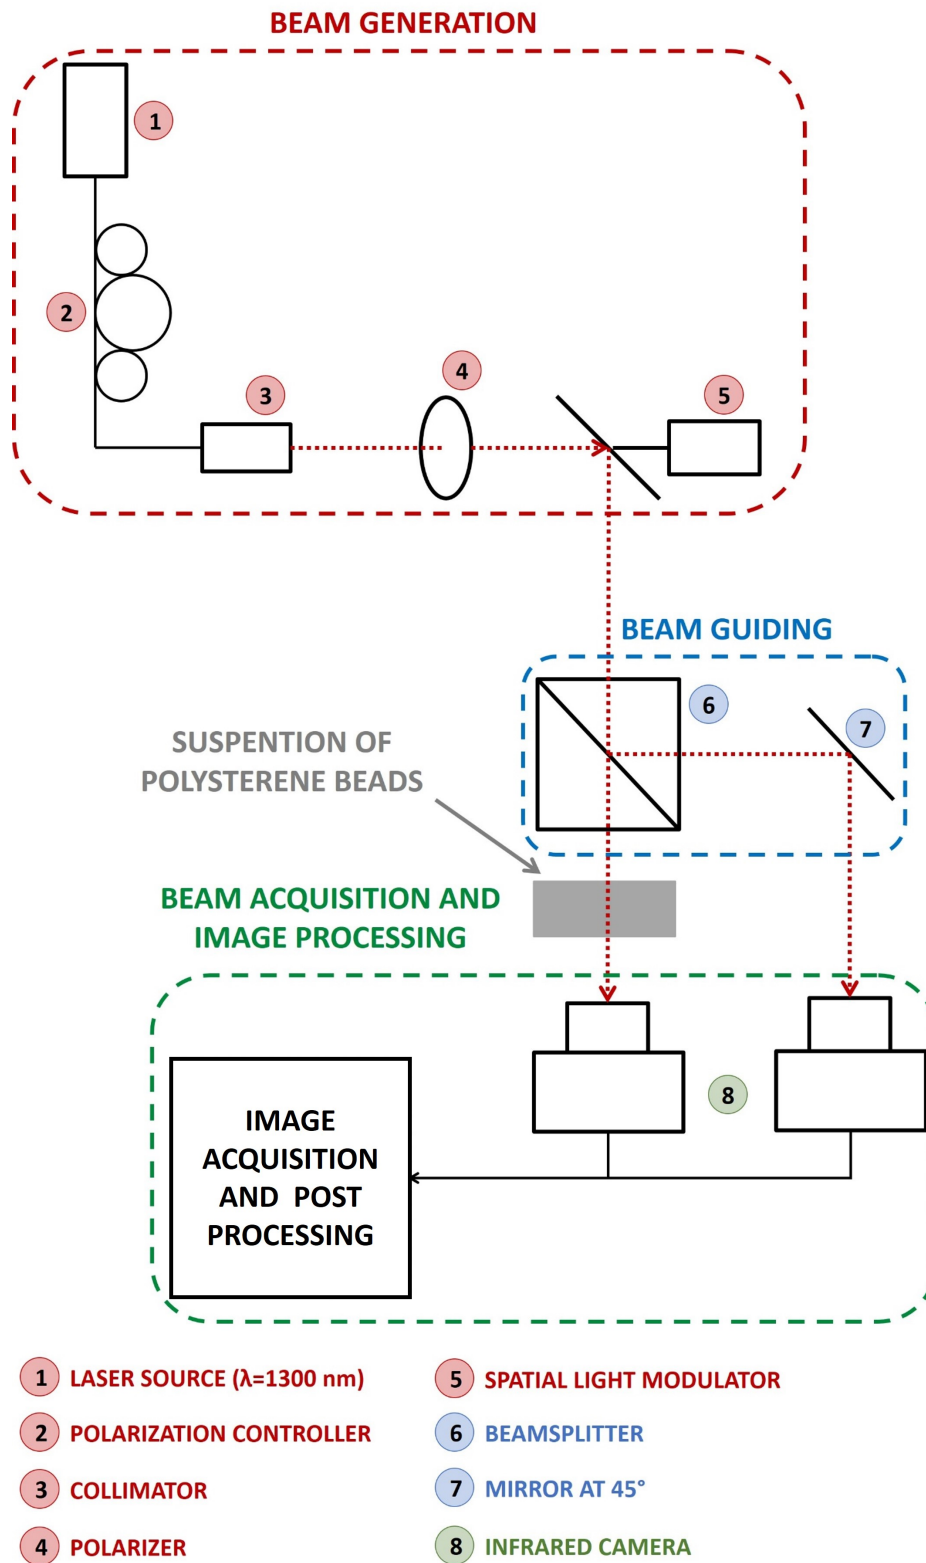 BEAM GENERATION
1
2
3
4
5
BEAM GUIDING
6
7
SUSPENTION OF
POLYSTERENE BEADS
BEAM ACQUISITION AND
IMAGE PROCESSING
8
IMAGE
ACQUISITION
AND POST
PROCESSING
1 LASER SOURCE (λ=1300 nm)
2 POLARIZATION CONTROLLER
3 COLLIMATOR
4 POLARIZER
5 SPATIAL LIGHT MODULATOR
6 BEAMSPLITTER
7 MIRROR AT 45°
8 INFRARED CAMERA